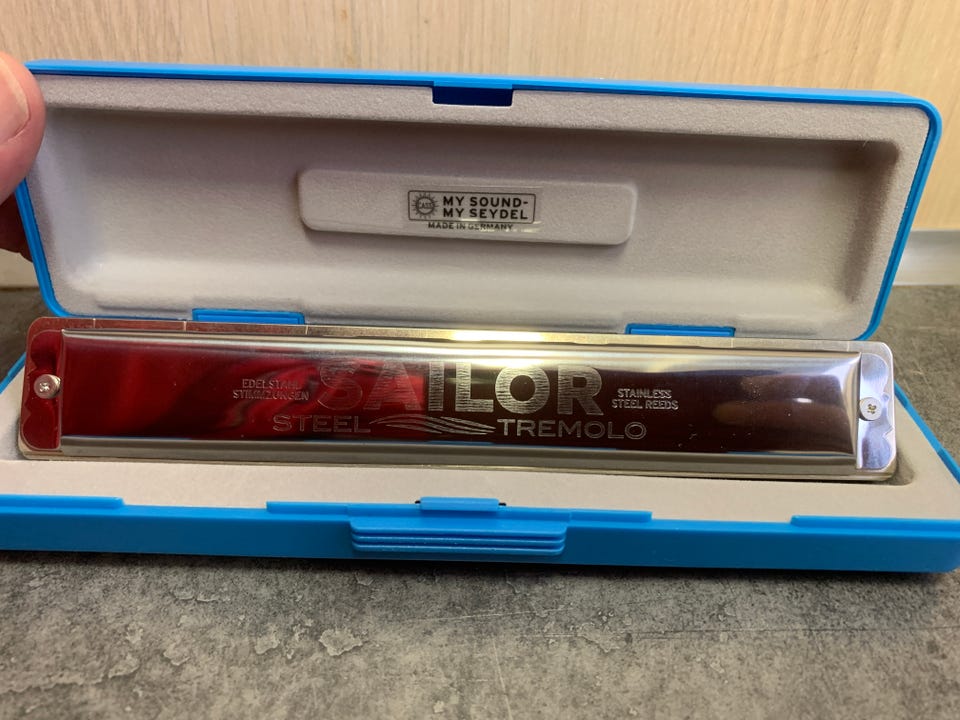 MY SOUND-
MY SEYDEL
MADE IN GERMANY
EDELSTAHL
STIMMZUNGEN
SAILOR
STAINLESS
STEEL REEDS
STEEL TREMOLO